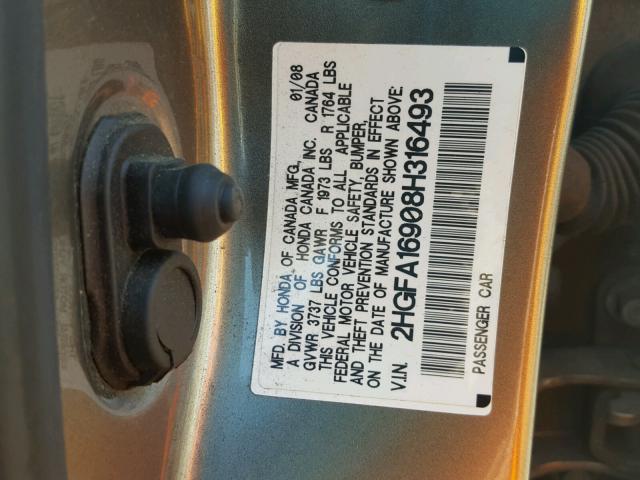 MFD. BY HONDA OF CANADA MFG. 01/08
A DIVISION OF HONDA CANADA INC. CANADA
GVWR 3737 LBS GAWR F 1973 LBS R 1764 LBS
THIS VEHICLE CONFORMS TO ALL APPLICABLE
FEDERAL MOTOR VEHICLE SAFETY, BUMPER,
AND THEFT PREVENTION STANDARDS IN EFFECT
ON THE DATE OF MANUFACTURE SHOWN ABOVE.
V.I.N. 2HGFA16908H316493
PASSENGER CAR